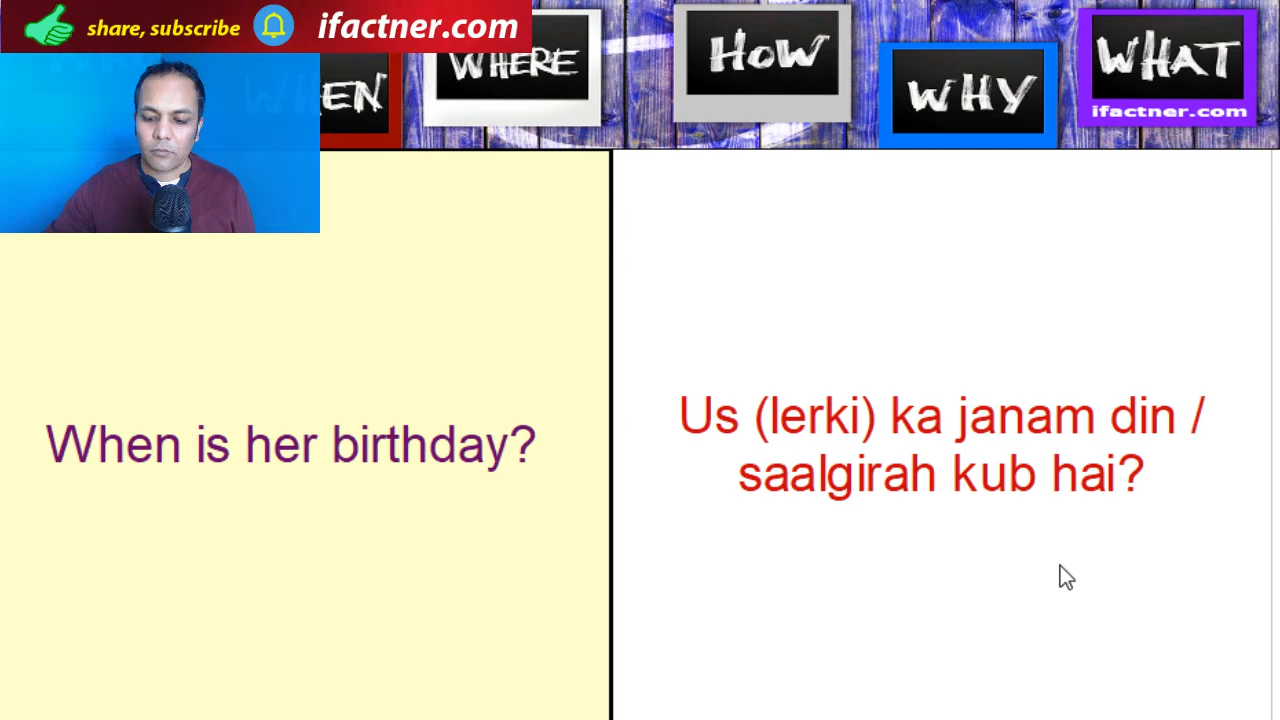 share, subscribe ifactner.com
WHEN
WHERE
HOW
WHY
WHAT
ifactner.com
When is her birthday?
Us (lerki) ka janam din /
saalgirah kub hai?